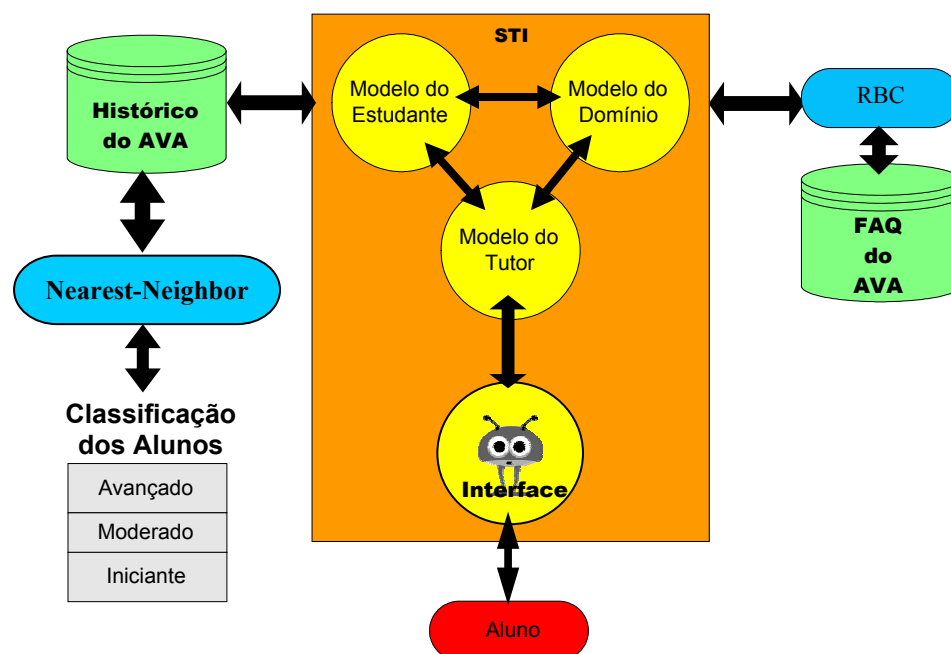 STI
Modelo do
Estudante
Modelo do
Domínio
Histórico
do AVA
RBC
Modelo do
Tutor
FAQ
do
AVA
Nearest-Neighbor
Classificação
dos Alunos
Avançado
Moderado
Iniciante
Interface
Aluno